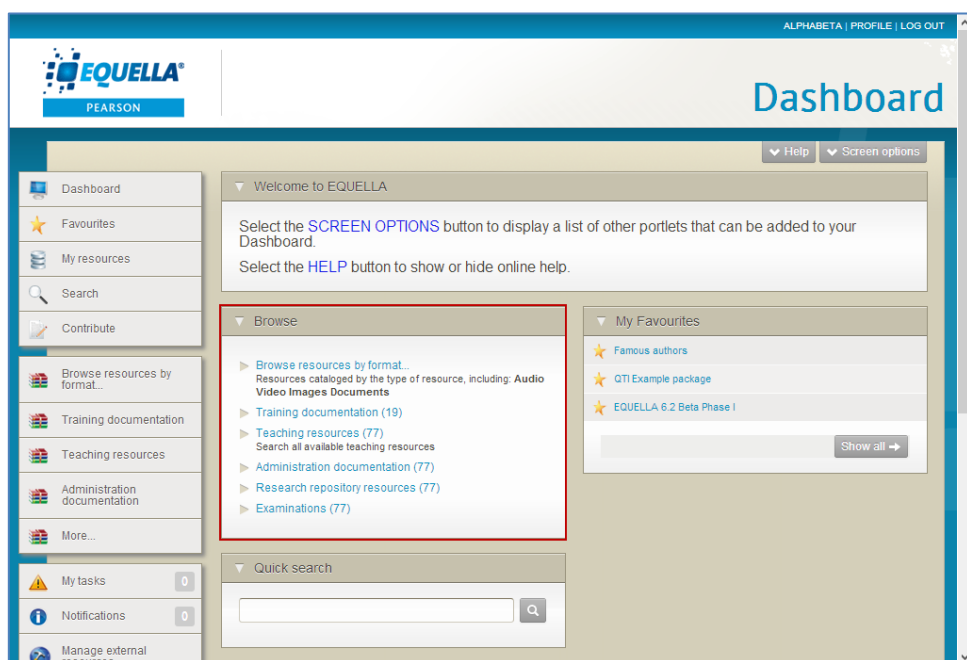 ALPHABETA | PROFILE | LOG OUT
EQUELLA®
PEARSON
Dashboard
Help
Screen options
Dashboard
Favourites
My resources
Search
Contribute
Browse resources by
format...
Training documentation
Teaching resources
Administration
documentation
More...
My tasks
0
Notifications
0
Manage external
Welcome to EQUELLA
Select the SCREEN OPTIONS button to display a list of other portlets that can be added to your
Dashboard.
Select the HELP button to show or hide online help.
Browse
Browse resources by format...
Resources cataloged by the type of resource, including: Audio
Video Images Documents
Training documentation (19)
Teaching resources (77)
Search all available teaching resources
Administration documentation (77)
Research repository resources (77)
Examinations (77)
Quick search
My Favourites
Famous authors
QTI Example package
EQUELLA 6.2 Beta Phase I
Show all